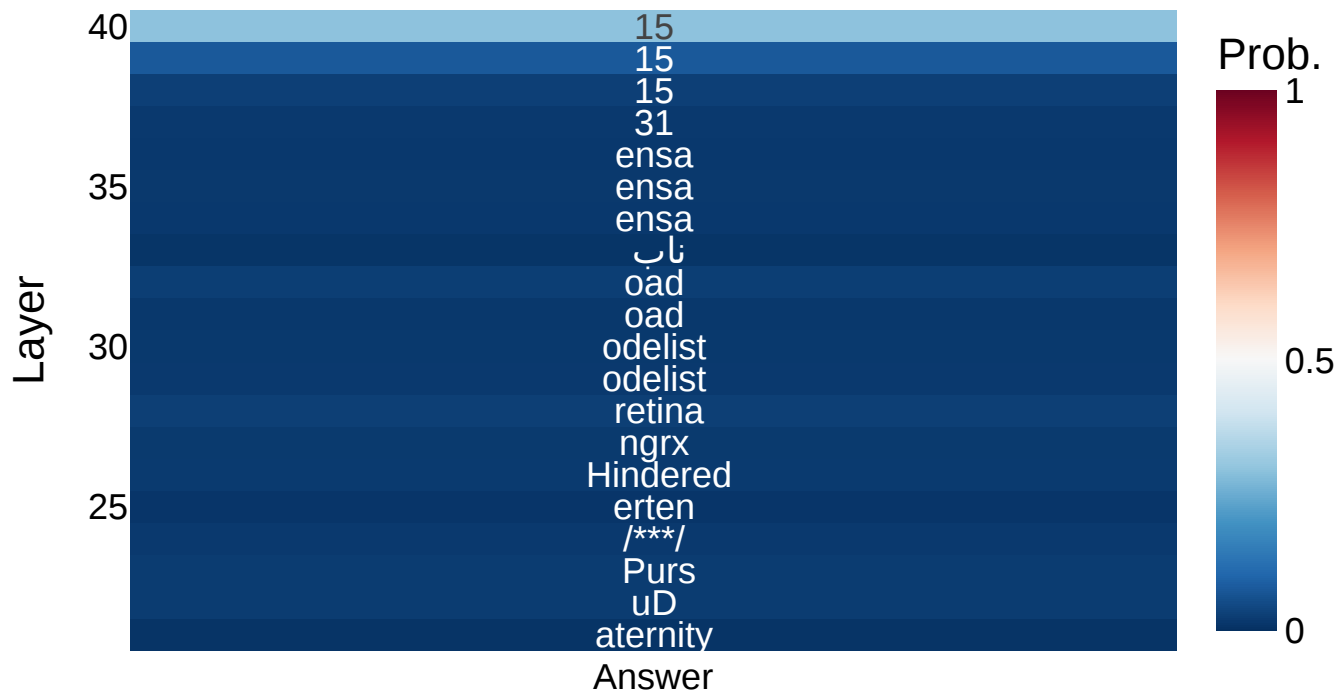 40
15
15
15
31
ensa
35
ensa
ensa
ناب
oad
oad
30
odelist
odelist
retina
ngrx
Hindered
25
erten
/***/
Purs
uD
aternity
Layer
Answer
Prob.
1
0.5
0